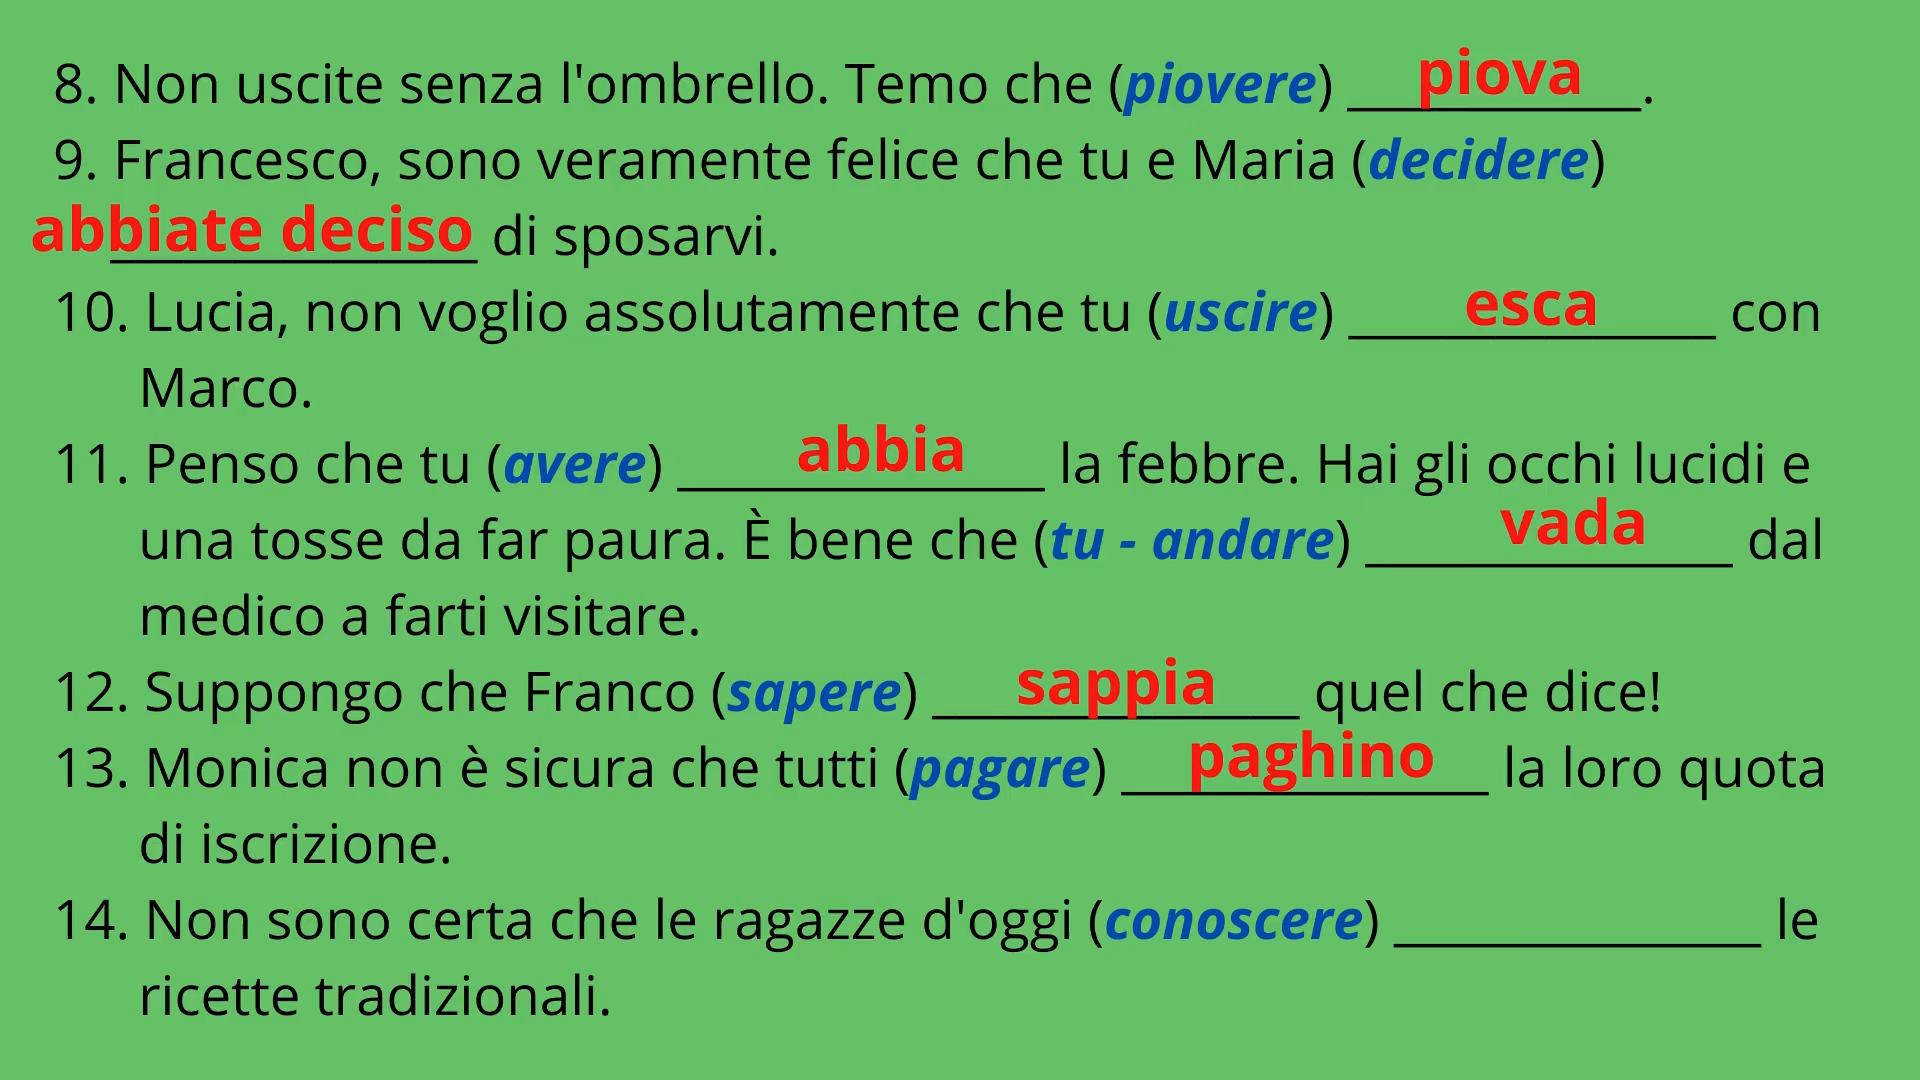 8. Non uscite senza l'ombrello. Temo che (piovere) piova.
9. Francesco, sono veramente felice che tu e Maria (decidere)
abbiate deciso di sposarvi.
10. Lucia, non voglio assolutamente che tu (uscire) esca con
Marco.
11. Penso che tu (avere) abbia la febbre. Hai gli occhi lucidi e
una tosse da far paura. È bene che (tu - andare) vada dal
medico a farti visitare.
12. Suppongo che Franco (sapere) sappia quel che dice!
13. Monica non è sicura che tutti (pagare) paghino la loro quota
di iscrizione.
14. Non sono certa che le ragazze d'oggi (conoscere) _______________ le
ricette tradizionali.